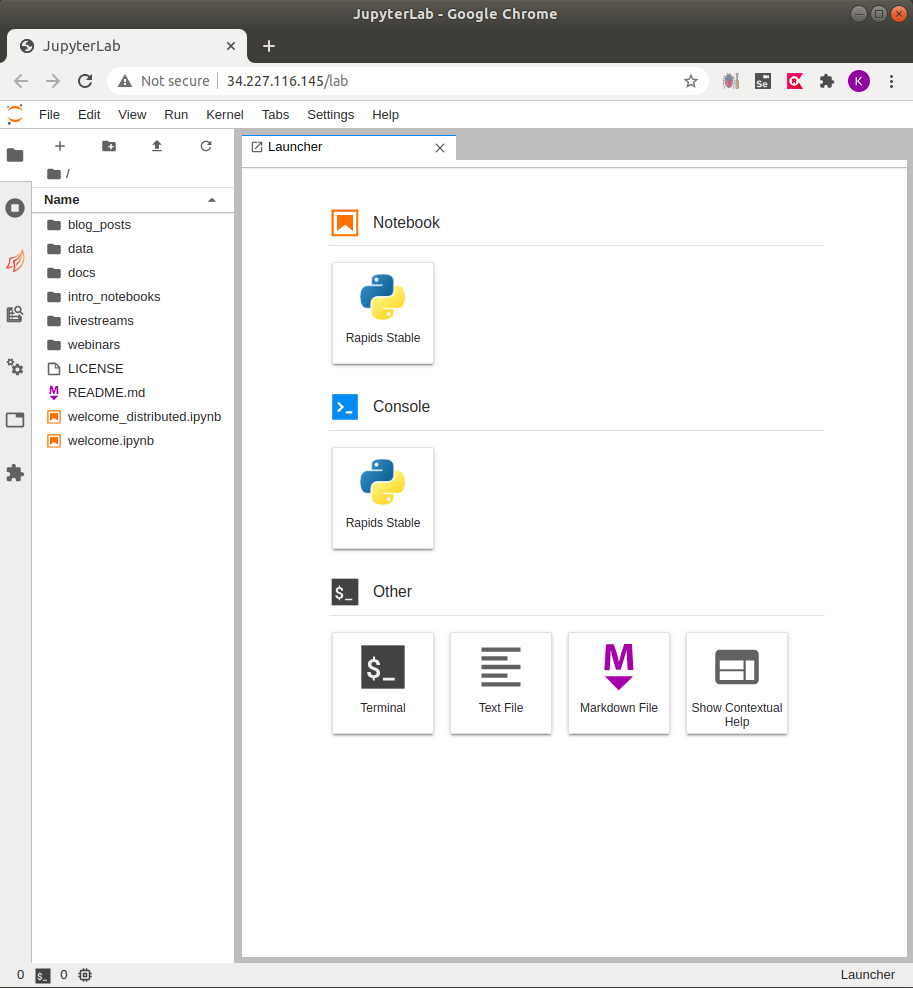 JupyterLab - Google Chrome
JupyterLab
Not secure 34.227.116.145/lab
Se
K
File Edit View Run Kernel Tabs Settings Help
Launcher
/
Name
blog_posts
data
docs
intro_notebooks
livestreams
webinars
LICENSE
README.md
welcome_distributed.ipynb
welcome.ipynb
Notebook
Rapids Stable
Console
Rapids Stable
$_ Other
$_
Terminal
Text File
M
Markdown File
Show Contextual
Help
0 $_ 0 Launcher